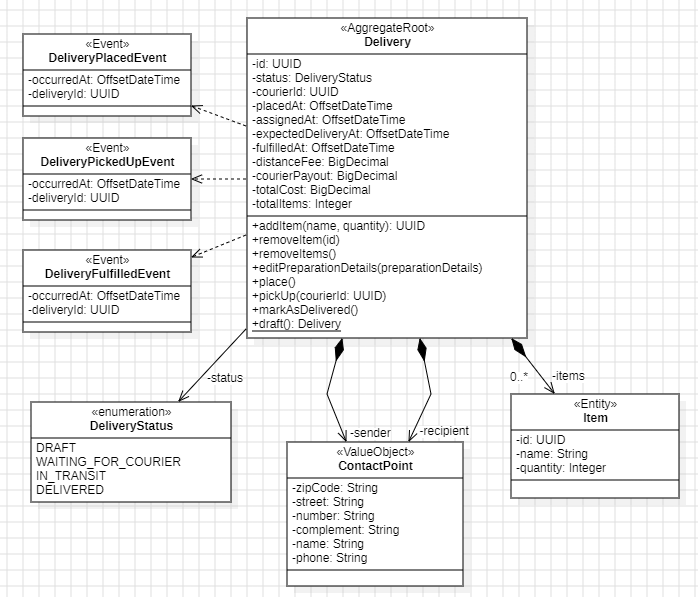 «Event»
DeliveryPlacedEvent
-occurredAt: OffsetDateTime
-deliveryId: UUID
«Event»
DeliveryPickedUpEvent
-occurredAt: OffsetDateTime
-deliveryId: UUID
«Event»
DeliveryFulfilledEvent
-occurredAt: OffsetDateTime
-deliveryId: UUID
«AggregateRoot»
Delivery
-id: UUID
-status: DeliveryStatus
-courierId: UUID
-placedAt: OffsetDateTime
-assignedAt: OffsetDateTime
-expectedDeliveryAt: OffsetDateTime
-fulfilledAt: OffsetDateTime
-distanceFee: BigDecimal
-courierPayout: BigDecimal
-totalCost: BigDecimal
-totalItems: Integer
+addItem(name, quantity): UUID
+removeItem(id)
+removeItems()
+editPreparationDetails(preparationDetails)
+place()
+pickUp(courierId: UUID)
+markAsDelivered()
+draft(): Delivery
-status
-sender
-recipient
0..*
-items
«enumeration»
DeliveryStatus
DRAFT
WAITING_FOR_COURIER
IN_TRANSIT
DELIVERED
«ValueObject»
ContactPoint
-zipCode: String
-street: String
-number: String
-complement: String
-name: String
-phone: String
«Entity»
Item
-id: UUID
-name: String
-quantity: Integer